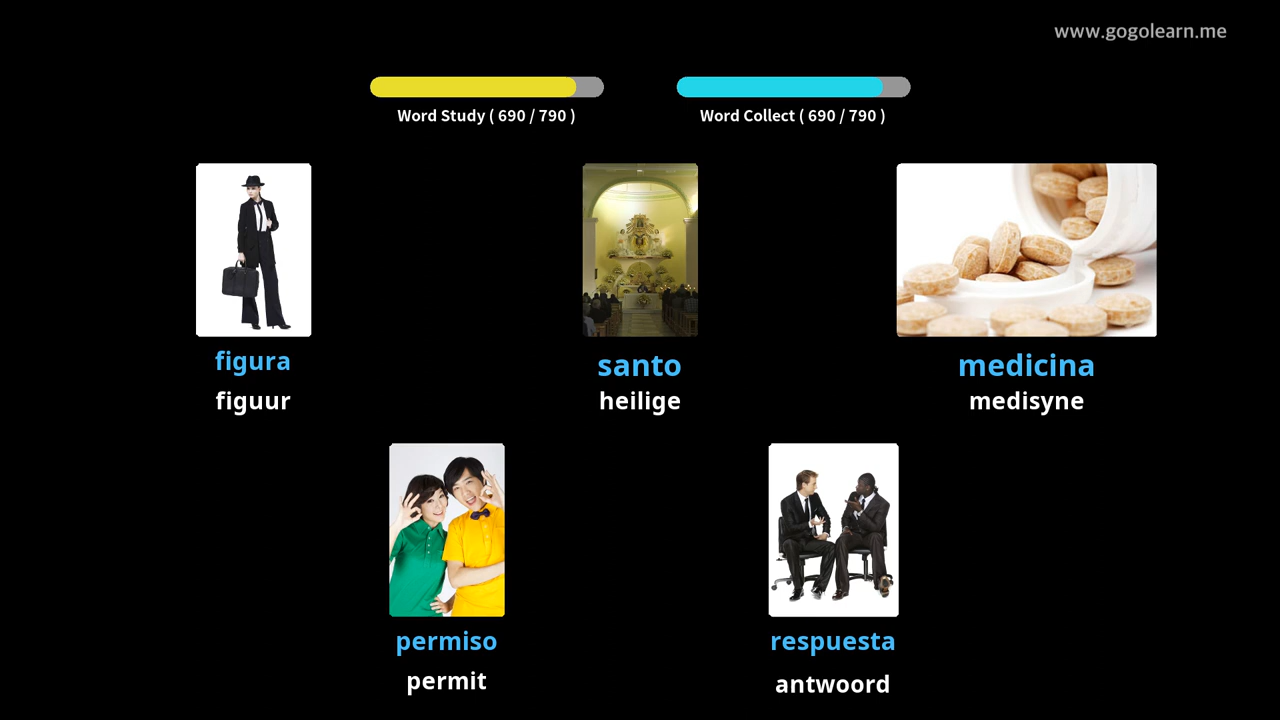 www.gogolearn.me
Word Study ( 690 / 790 )
Word Collect ( 690 / 790 )
figura
figuur
santo
heilige
medicina
medisyne
permiso
permit
respuesta
antwoord